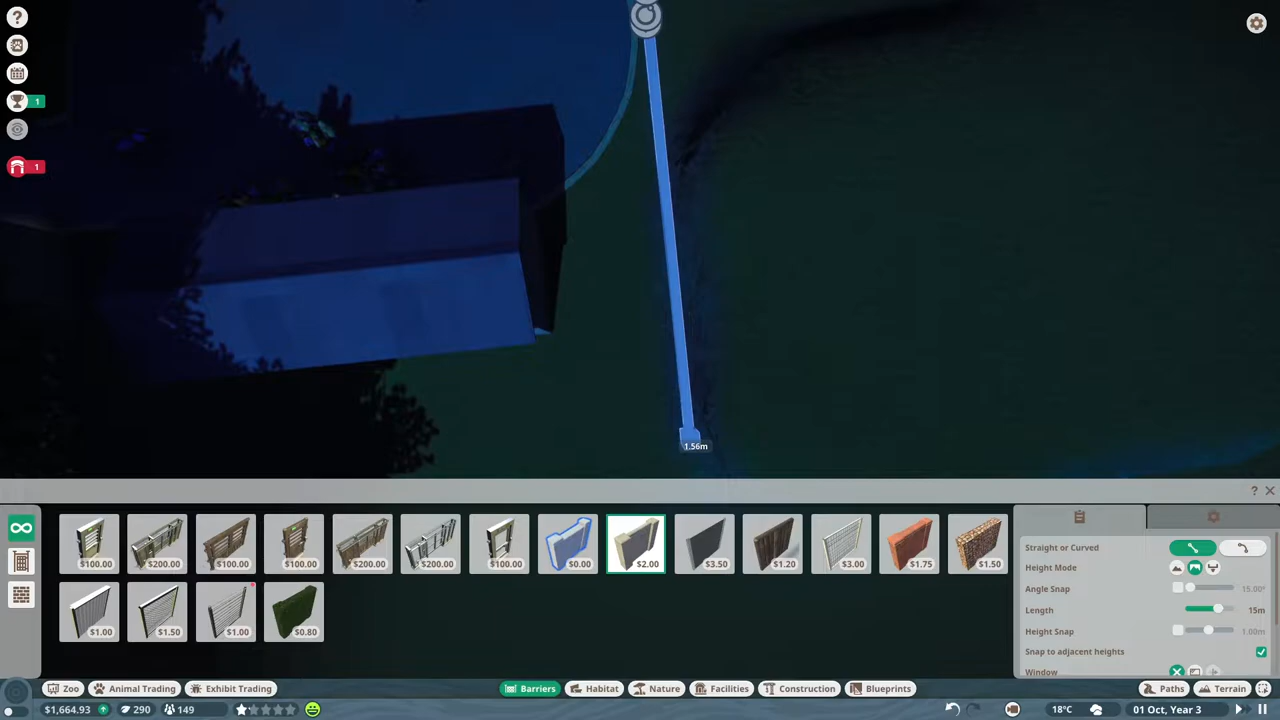 ?
1
1
1.56m
?
$100.00
$200.00
$100.00
$100.00
$200.00
$200.00
$100.00
$0.00
$2.00
$3.50
$1.20
$3.00
$1.75
$1.50
$1.00
$1.50
$1.00
$0.80
Straight or Curved
Height Mode
Angle Snap 15.00°
Length 15m
Height Snap 1.00m
Snap to adjacent heights
Window
Zoo Animal Trading Exhibit Trading Barriers Habitat Nature Facilities Construction Blueprints Paths Terrain
$1,664.93 290 149 18°C 01 Oct, Year 3